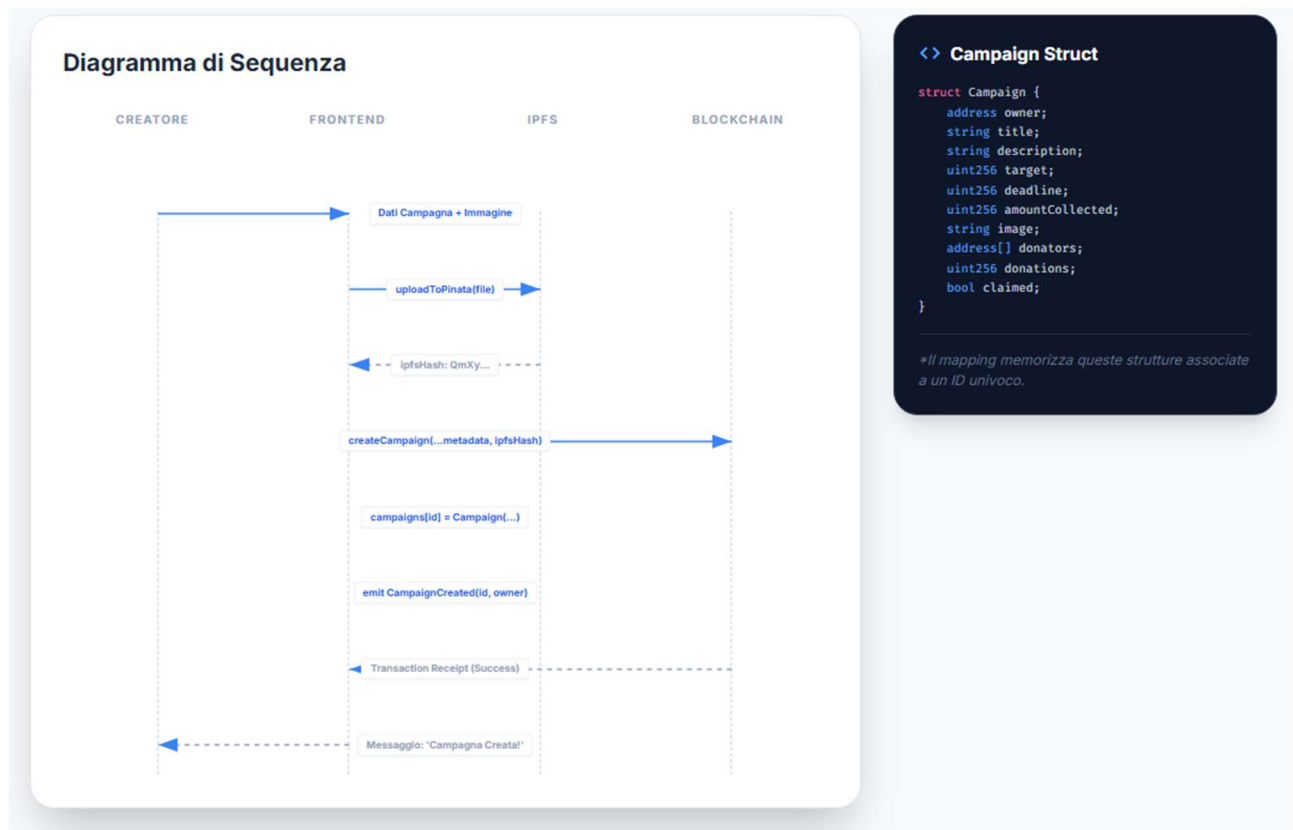 Diagramma di Sequenza
CREATORE
FRONTEND
IPFS
BLOCKCHAIN
Dati Campagna + Immagine
uploadToPinata(file)
ipfsHash: QmXy...
createCampaign(...metadata, ipfsHash)
campaigns[id] = Campaign(...)
emit CampaignCreated(id, owner)
Transaction Receipt (Success)
Messaggio: 'Campagna Creata!'
<> Campaign Struct
struct Campaign {
address owner;
string title;
string description;
uint256 target;
uint256 deadline;
uint256 amountCollected;
string image;
address[] donators;
uint256 donations;
bool claimed;
}
*Il mapping memorizza queste strutture associate
a un ID univoco.